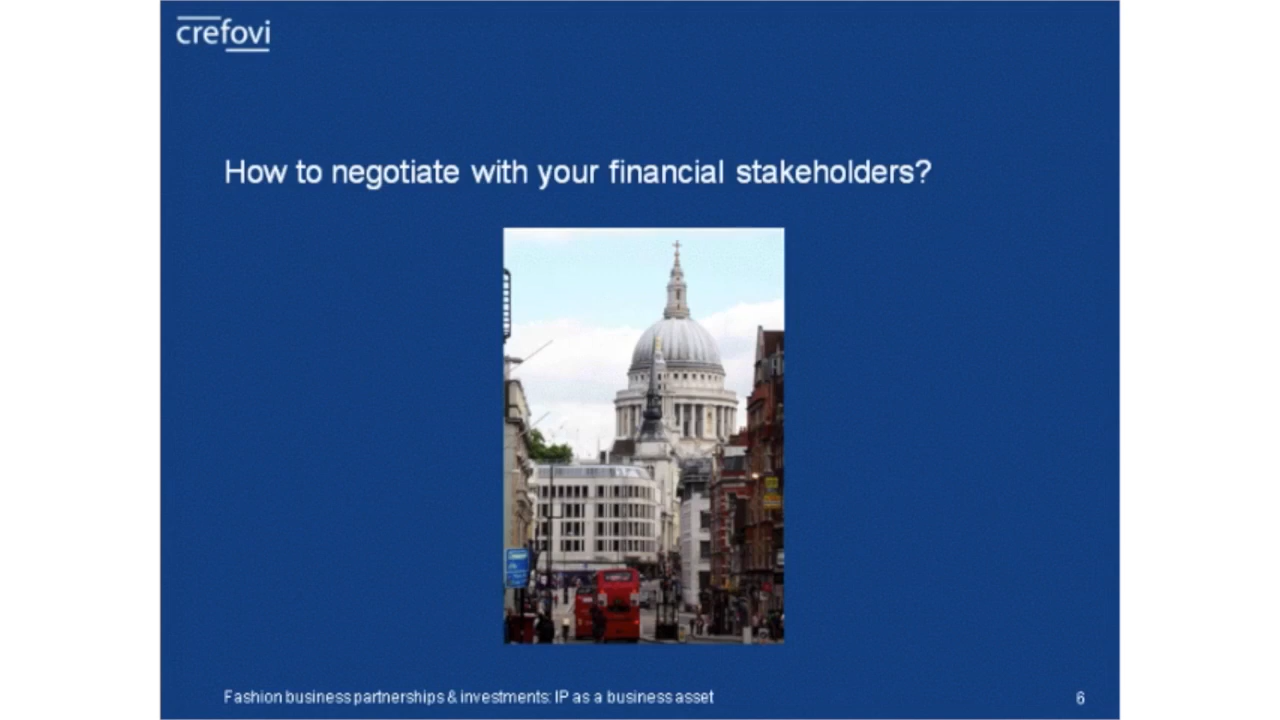 crefovi
How to negotiate with your financial stakeholders?
Fashion business partnerships & investments: IP as a business asset
6